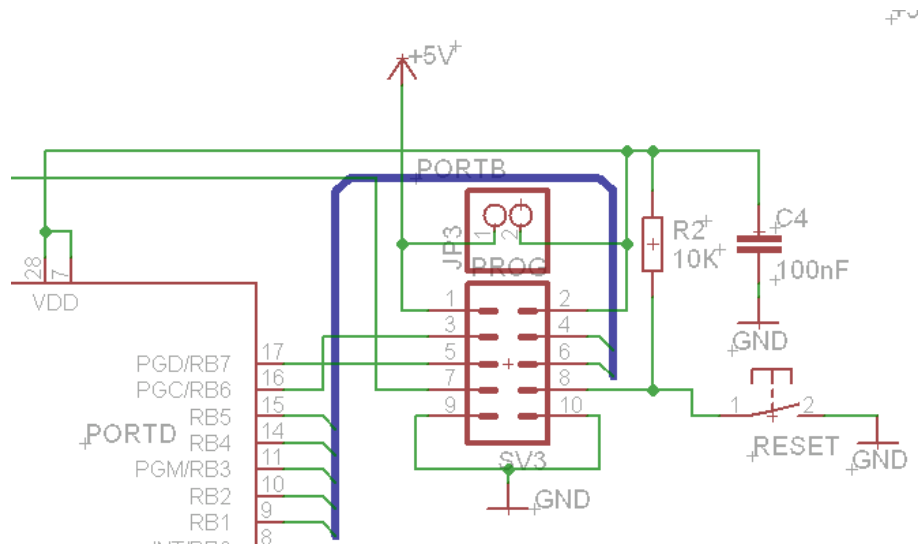 +5V
PORTB
JP3
1
2
PROG
R2
10K
C4
100nF
GND
28
7
VDD
1
2
3
4
5
6
7
8
9
10
SV3
GND
PGD/RB7
17
PGC/RB6
16
RB5
15
RB4
14
PGM/RB3
11
RB2
10
RB1
9
8
PORTD
1
2
RESET
GND